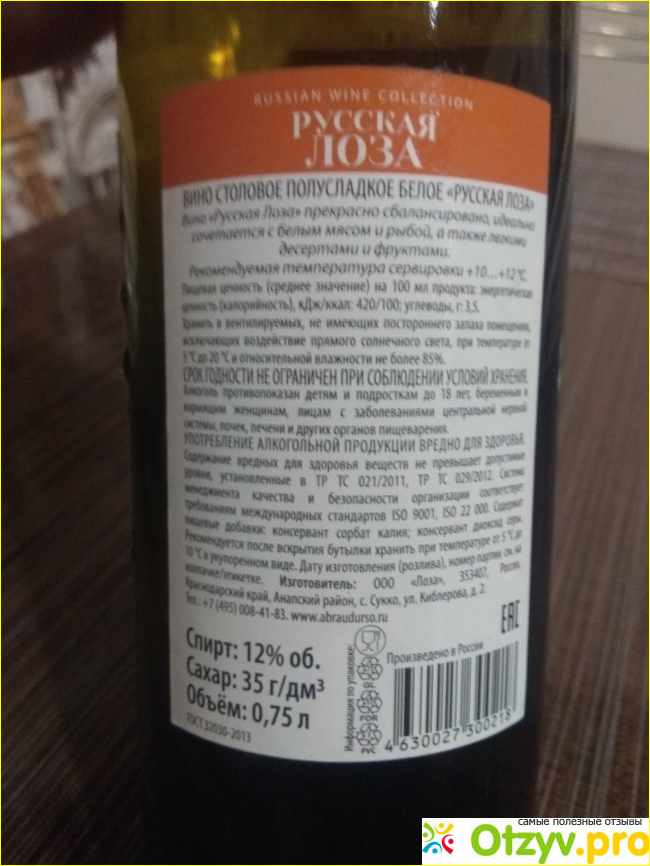 RUSSIAN WINE COLLECTION
РУССКАЯ
ЛОЗА
ВИНО СТОЛОВОЕ ПОЛУСЛАДКОЕ БЕЛОЕ «РУССКАЯ ЛОЗА»
Вино «Русская Лоза» прекрасно сбалансировано, идеально
сочетается с белым мясом и рыбой, а также легкими
десертами и фруктами.
Рекомендуемая температура сервировки +10...+12 °С
Пищевая ценность (среднее значение) на 100 мл продукта: энергетическая
ценность (калорийность), кДж/ккал: 420/100; углеводы, г: 3,5.
Хранить в вентилируемых, не имеющих постороннего запаха помещениях,
исключающих воздействие прямого солнечного света, при температуре от
5 °С до 20 °С и относительной влажности не более 85%.
СРОК ГОДНОСТИ НЕ ОГРАНИЧЕН ПРИ СОБЛЮДЕНИИ УСЛОВИЙ ХРАНЕНИЯ.
Алкоголь противопоказан детям и подросткам до 18 лет, беременным и
кормящим женщинам, лицам с заболеваниями центральной нервной
системы, почек, печени и других органов пищеварения.
УПОТРЕБЛЕНИЕ АЛКОГОЛЬНОЙ ПРОДУКЦИИ ВРЕДНО ДЛЯ ЗДОРОВЬЯ.
Содержание вредных для здоровья веществ не превышает допустимые
уровни, установленные в ТР ТС 021/2011, ТР ТС 029/2012. Система
менеджмента качества и безопасности организации соответствует
требованиям международных стандартов ISO 9001, ISO 22 000. Содержит
пищевые добавки: консервант сорбат калия; консервант диоксид серы.
Рекомендуется после вскрытия бутылки хранить при температуре от 5 °С до
10 °С в укупоренном виде. Дату изготовления (розлива), номер партии см. на
колпачке/этикетке. Изготовитель: ООО «Лоза», 353407, Россия,
Краснодарский край, Анапский район, с. Сукко, ул. Киблерова, д. 2.
Тел.: +7 (495) 008-41-83. www.abraudurso.ru
EAC
Спирт: 12% об.
Сахар: 35 г/дм³
Объём: 0,75 л
ГОСТ 32030-2013
Информация по упаковке:
GL
FOR
PVC
Произведено в России
4 630027 300218
самые полезные отзывы
Otzyv.pro